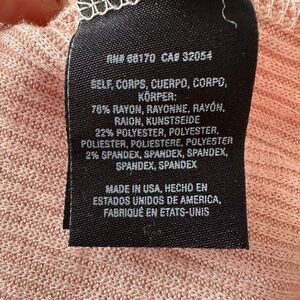 RN# 66170 CA# 32054
SELF, CORPS, CUERPO, CORPO,
KÖRPER:
76% RAYON, RAYONNE, RAYÓN,
RAION, KUNSTSEIDE
22% POLYESTER, POLYESTER,
POLIESTER, POLIESTERE, POLYESTER
2% SPANDEX, SPANDEX, SPANDEX,
SPANDEX, SPANDEX
MADE IN USA, HECHO EN
ESTADOS UNIDOS DE AMERICA,
FABRIQUÉ EN ETATS-UNIS